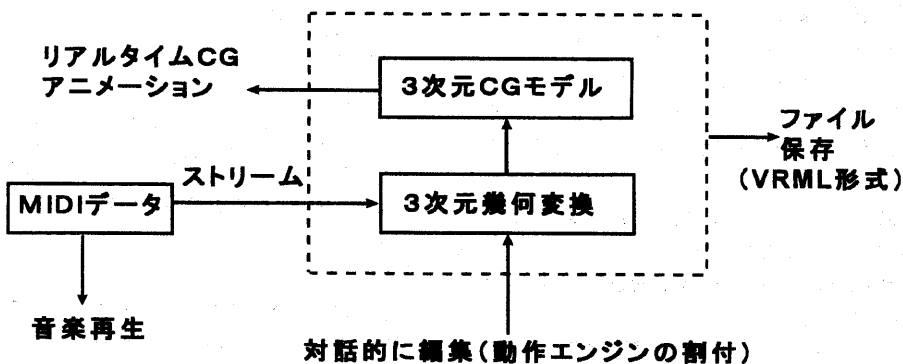 リアルタイムCG
アニメーション
3次元CGモデル
ファイル
保存
(VRML形式)
ストリーム
MIDIデータ
3次元幾何変換
音楽再生
対話的に編集(動作エンジンの割付)